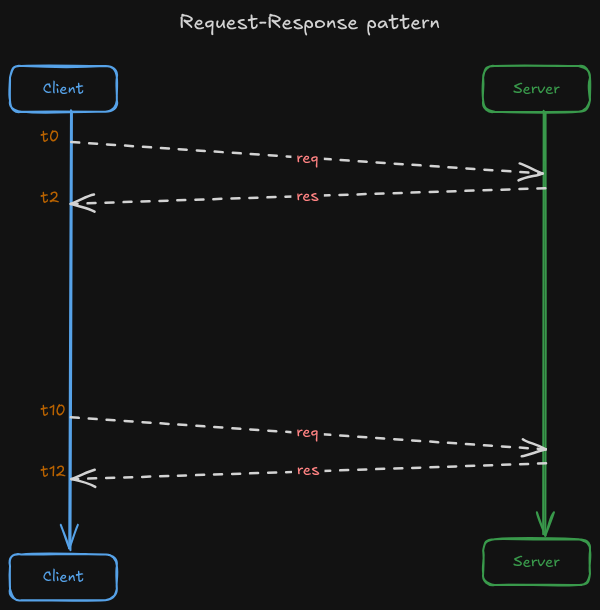 Request-Response pattern
Client
Server
t0
req
t2
res
t10
req
t12
res
Client
Server